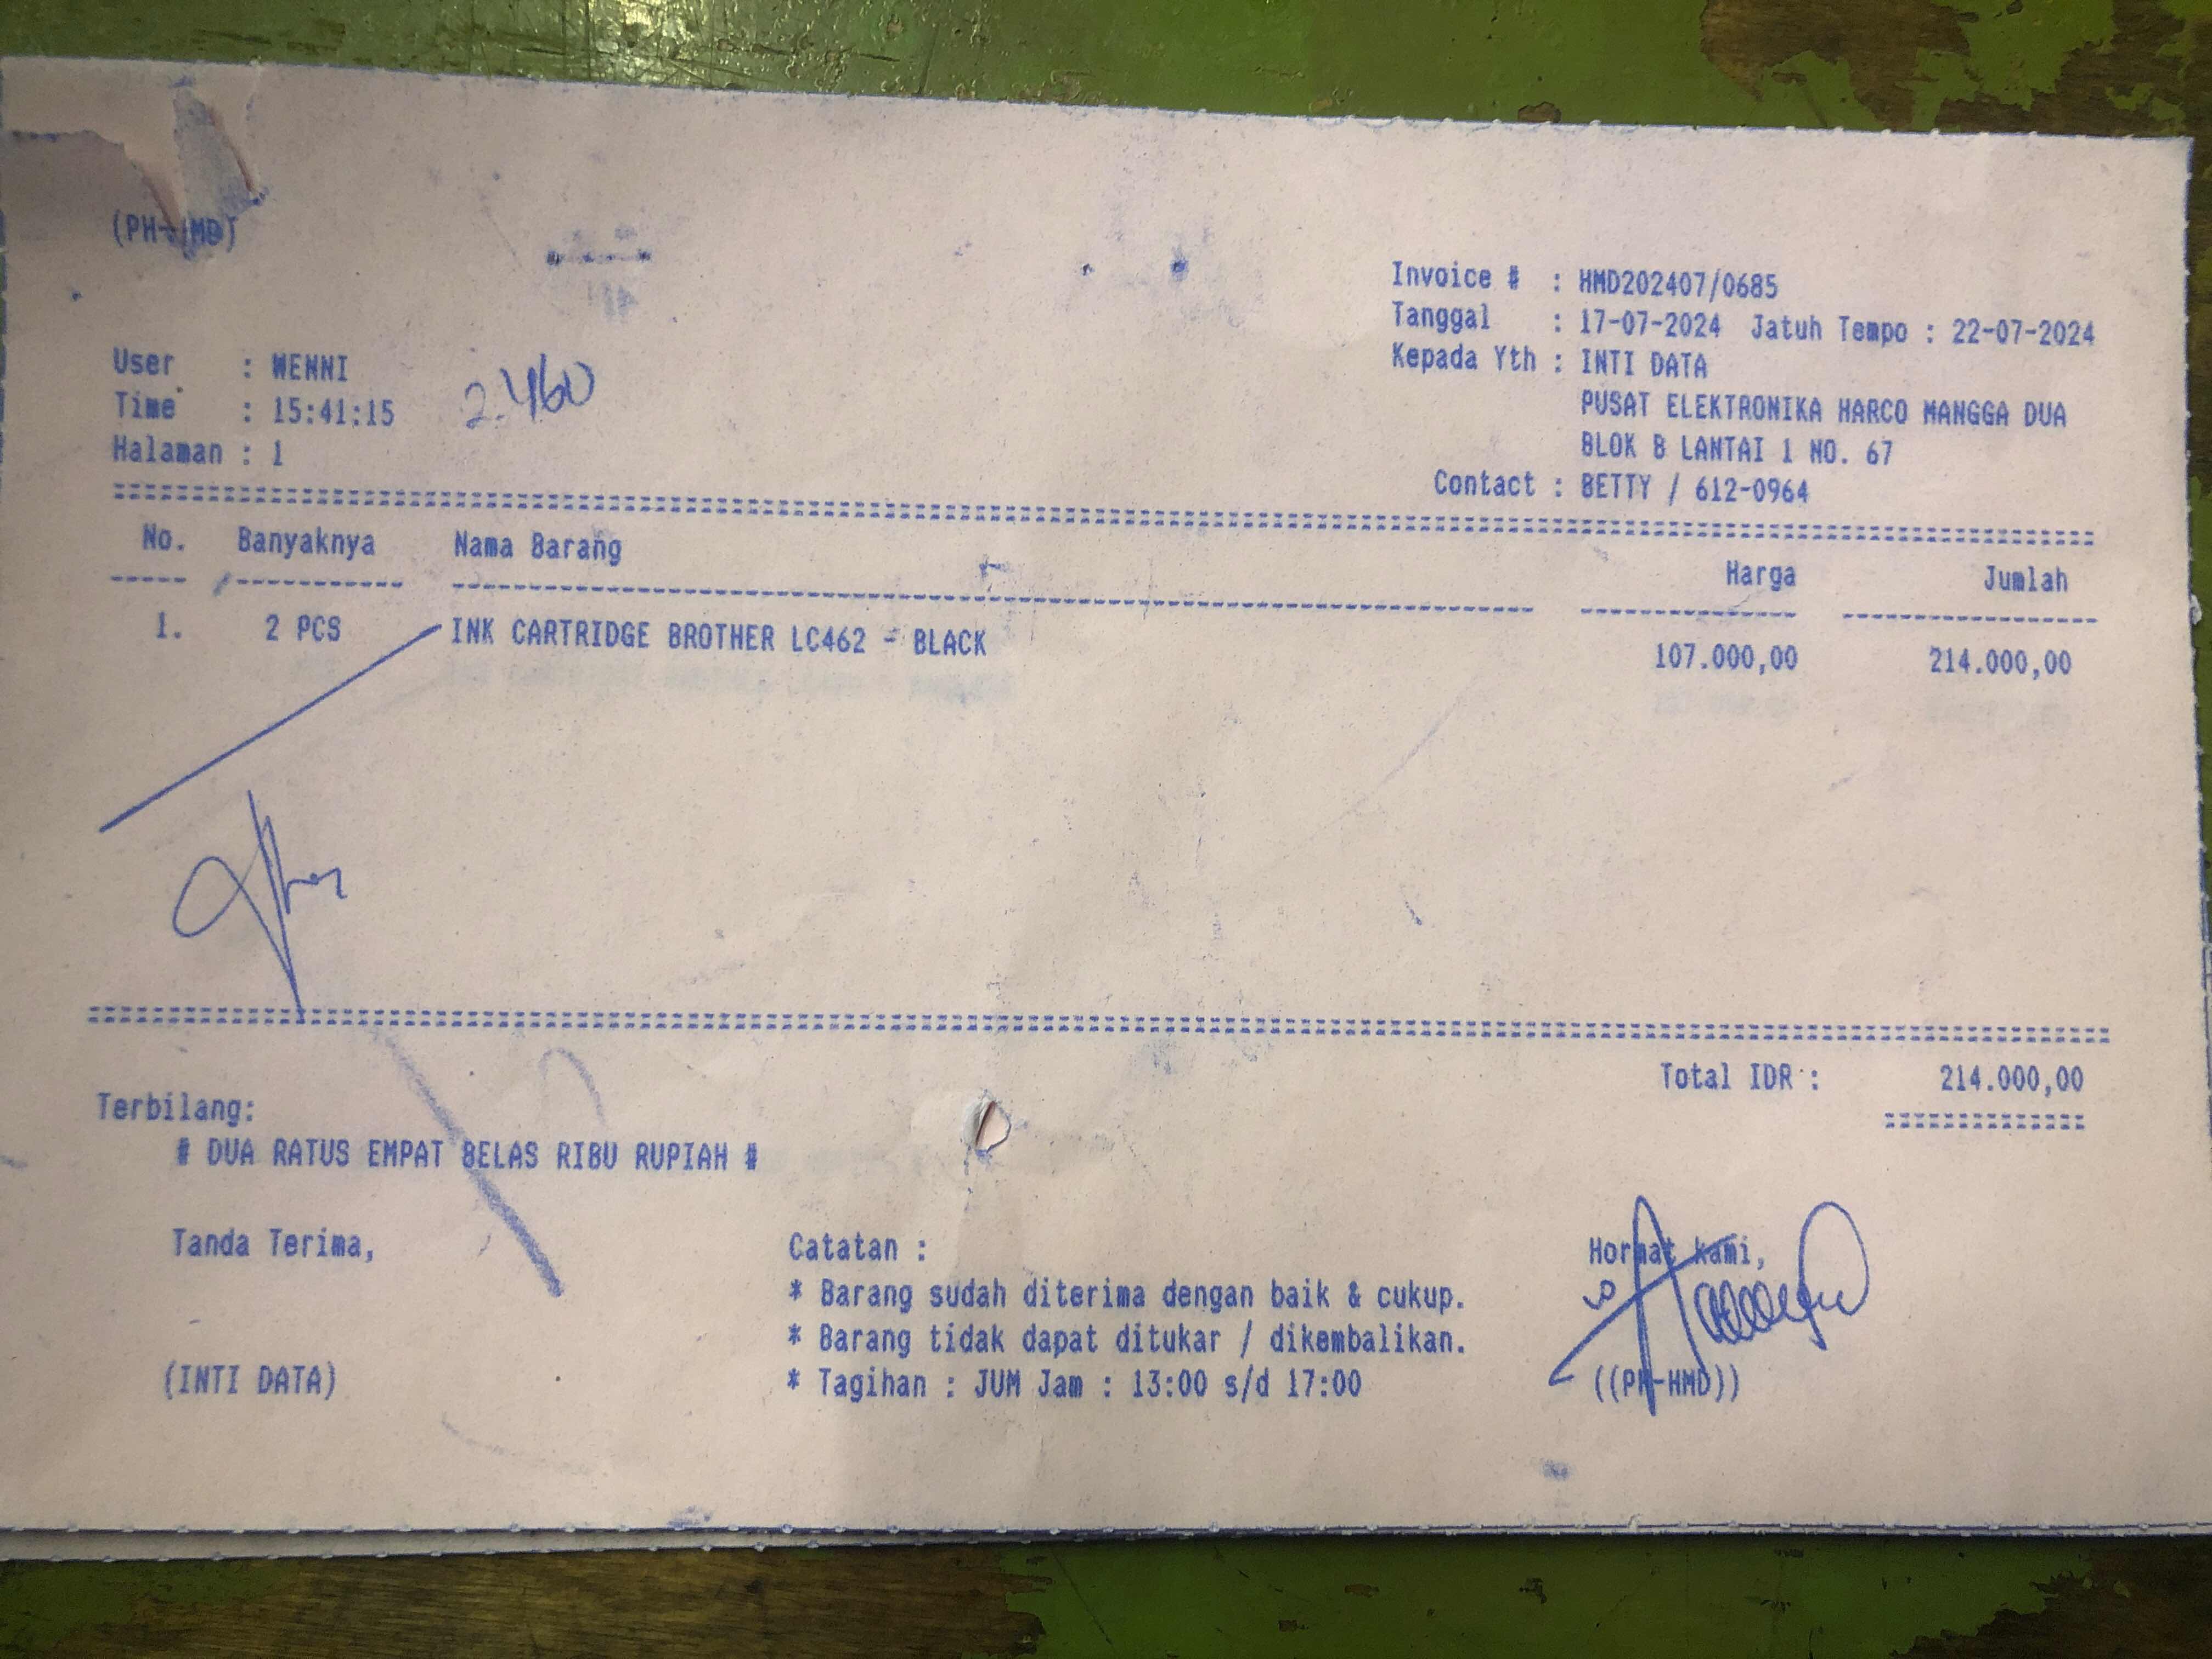 (PH-HMD)
Invoice # : HMD202407/0685
Tanggal : 17-07-2024 Jatuh Tempo : 22-07-2024
Kepada Yth : INTI DATA
PUSAT ELEKTRONIKA HARCO MANGGA DUA
BLOK B LANTAI 1 NO. 67
Contact : BETTY / 612-0964
User : WENNI
Time : 15:41:15
2.460
Halaman : 1
No. Banyaknya Nama Barang Harga Jumlah
1. 2 PCS INK CARTRIDGE BROTHER LC462 - BLACK 107.000,00 214.000,00
Total IDR : 214.000,00
Terbilang:
# DUA RATUS EMPAT BELAS RIBU RUPIAH #
Tanda Terima,
(INTI DATA)
Catatan :
* Barang sudah diterima dengan baik & cukup.
* Barang tidak dapat ditukar / dikembalikan.
* Tagihan : JUM Jam : 13:00 s/d 17:00
Hormat kami,
((PH-HMD))